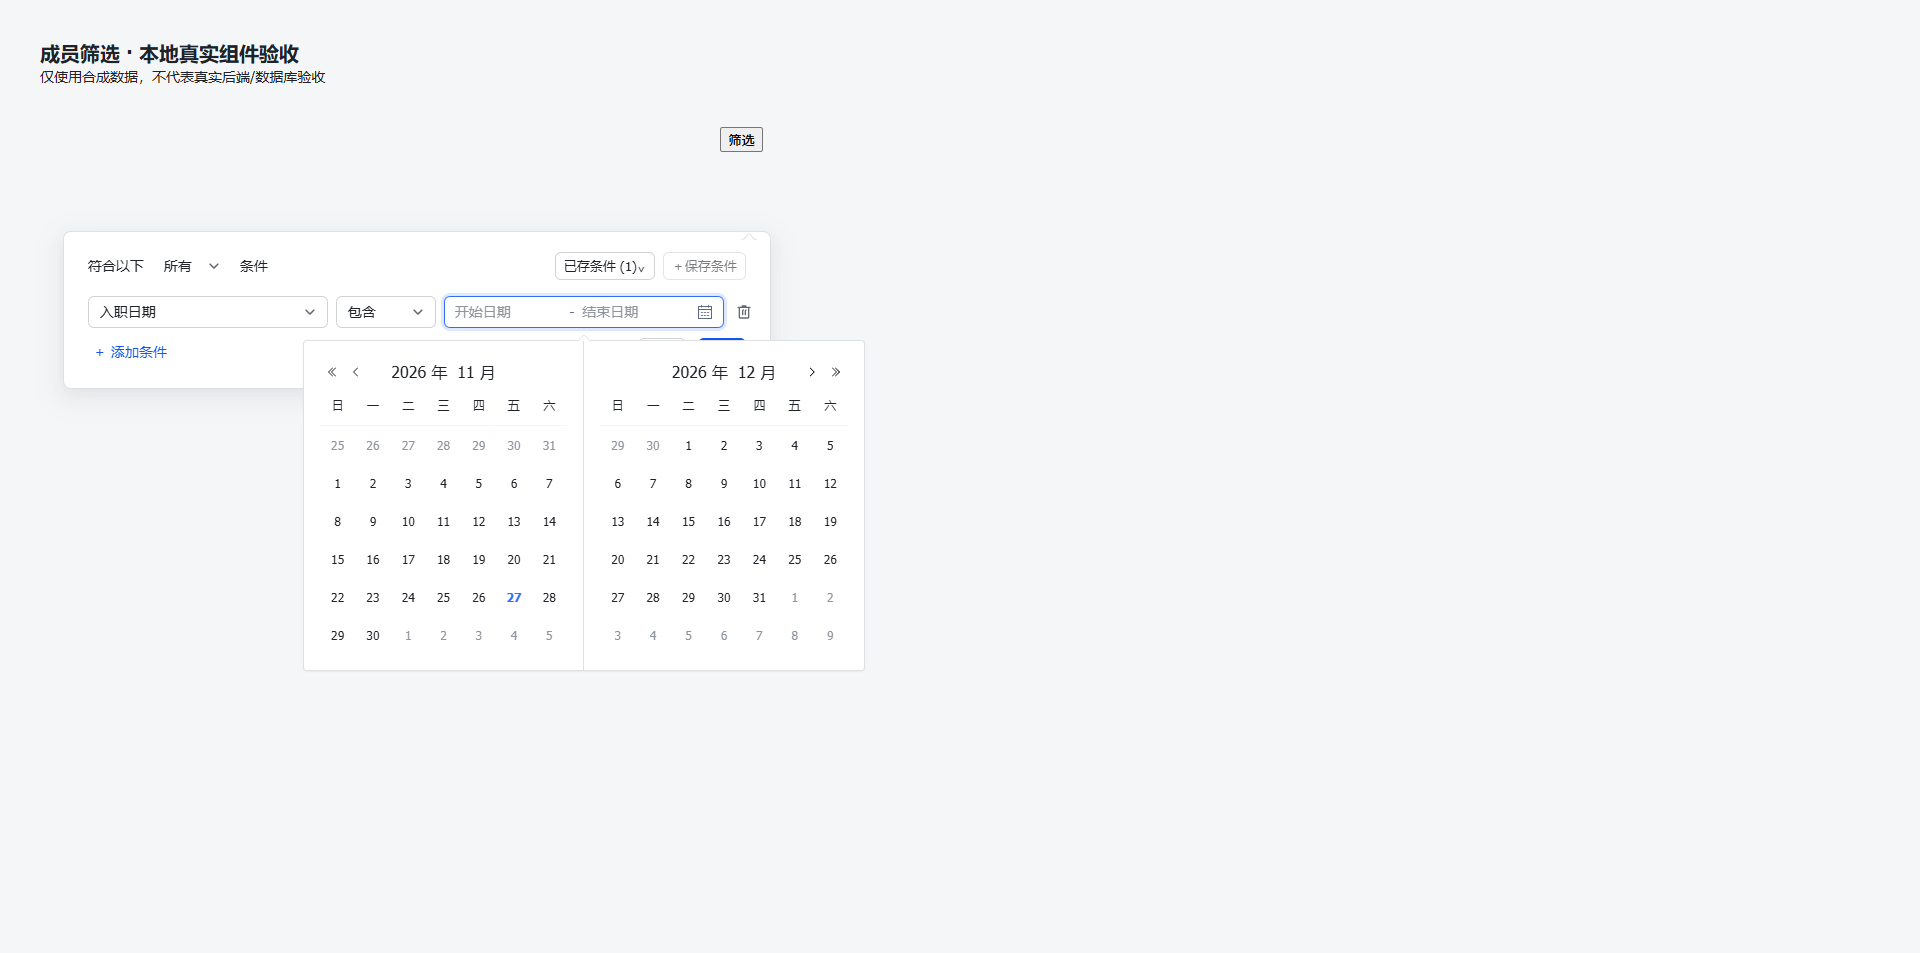 成员筛选 · 本地真实组件验收
仅使用合成数据，不代表真实后端/数据库验收
筛选
符合以下 所有 条件 已存条件 (1) + 保存条件
入职日期 包含 开始日期 - 结束日期
+ 添加条件
2026 年 11 月 2026 年 12 月
日 一 二 三 四 五 六 日 一 二 三 四 五 六
25 26 27 28 29 30 31 29 30 1 2 3 4 5
1 2 3 4 5 6 7 6 7 8 9 10 11 12
8 9 10 11 12 13 14 13 14 15 16 17 18 19
15 16 17 18 19 20 21 20 21 22 23 24 25 26
22 23 24 25 26 27 28 27 28 29 30 31 1 2
29 30 1 2 3 4 5 3 4 5 6 7 8 9